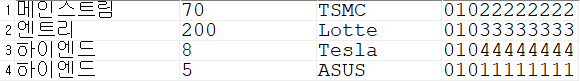 1 메인스트림 70 TSMC 01022222222
2 엔트리 200 Lotte 01033333333
3 하이엔드 8 Tesla 01044444444
4 하이엔드 5 ASUS 01011111111